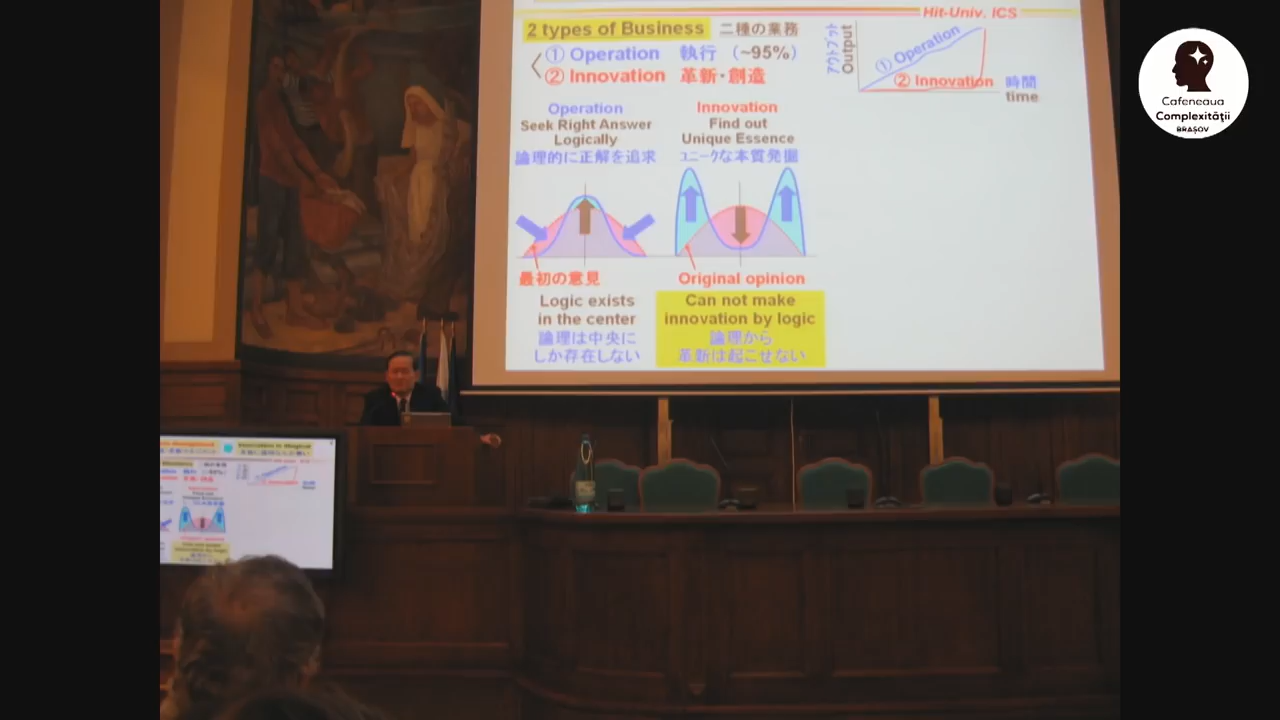 Hit-Univ. ICS
2 types of Business 二種の業務
① Operation 執行 (~95%)
② Innovation 革新・創造
アウトプット
Output
① Operation
② Innovation
時間
time
Operation
Seek Right Answer
Logically
論理的に正解を追求
Innovation
Find out
Unique Essence
ユニークな本質発掘
最初の意見
Original opinion
Logic exists
in the center
論理は中央に
しか存在しない
Can not make
innovation by logic
論理から
革新は起こせない
Cafeneaua
Complexității
BRAȘOV